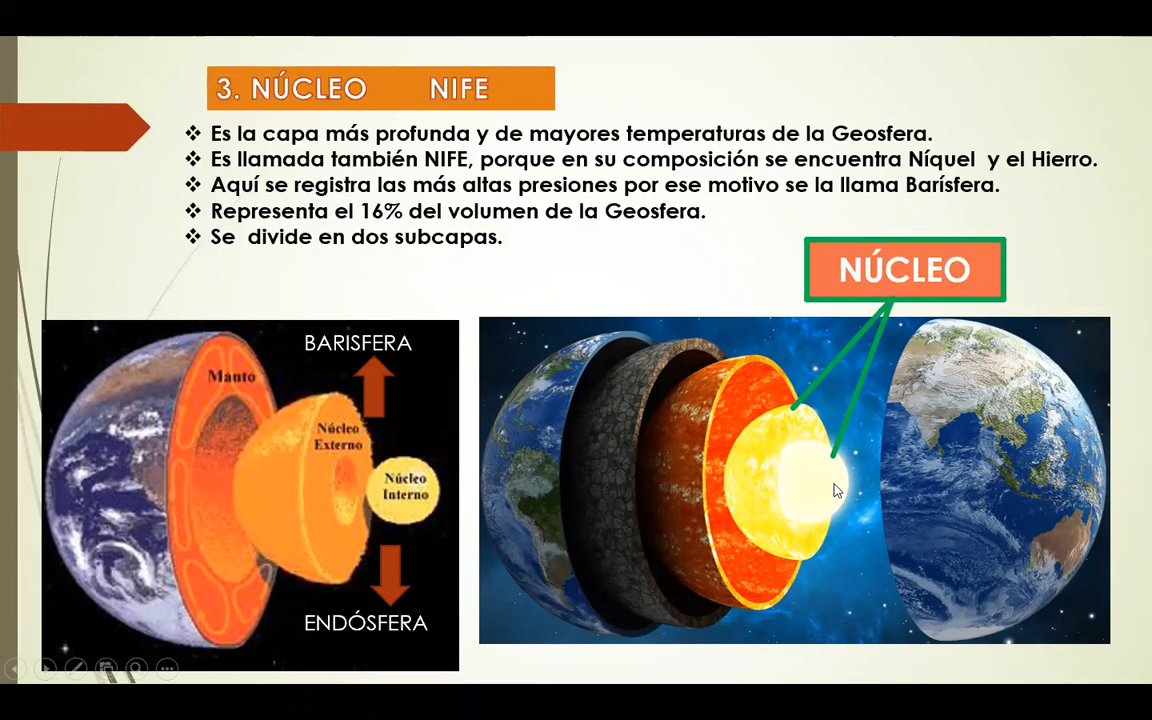 3. NÚCLEO NIFE
❖ Es la capa más profunda y de mayores temperaturas de la Geosfera.
❖ Es llamada también NIFE, porque en su composición se encuentra Níquel y el Hierro.
❖ Aquí se registra las más altas presiones por ese motivo se la llama Barísfera.
❖ Representa el 16% del volumen de la Geosfera.
❖ Se divide en dos subcapas.
NÚCLEO
BARISFERA
Manto
Núcleo
Externo
Núcleo
Interno
ENDÓSFERA